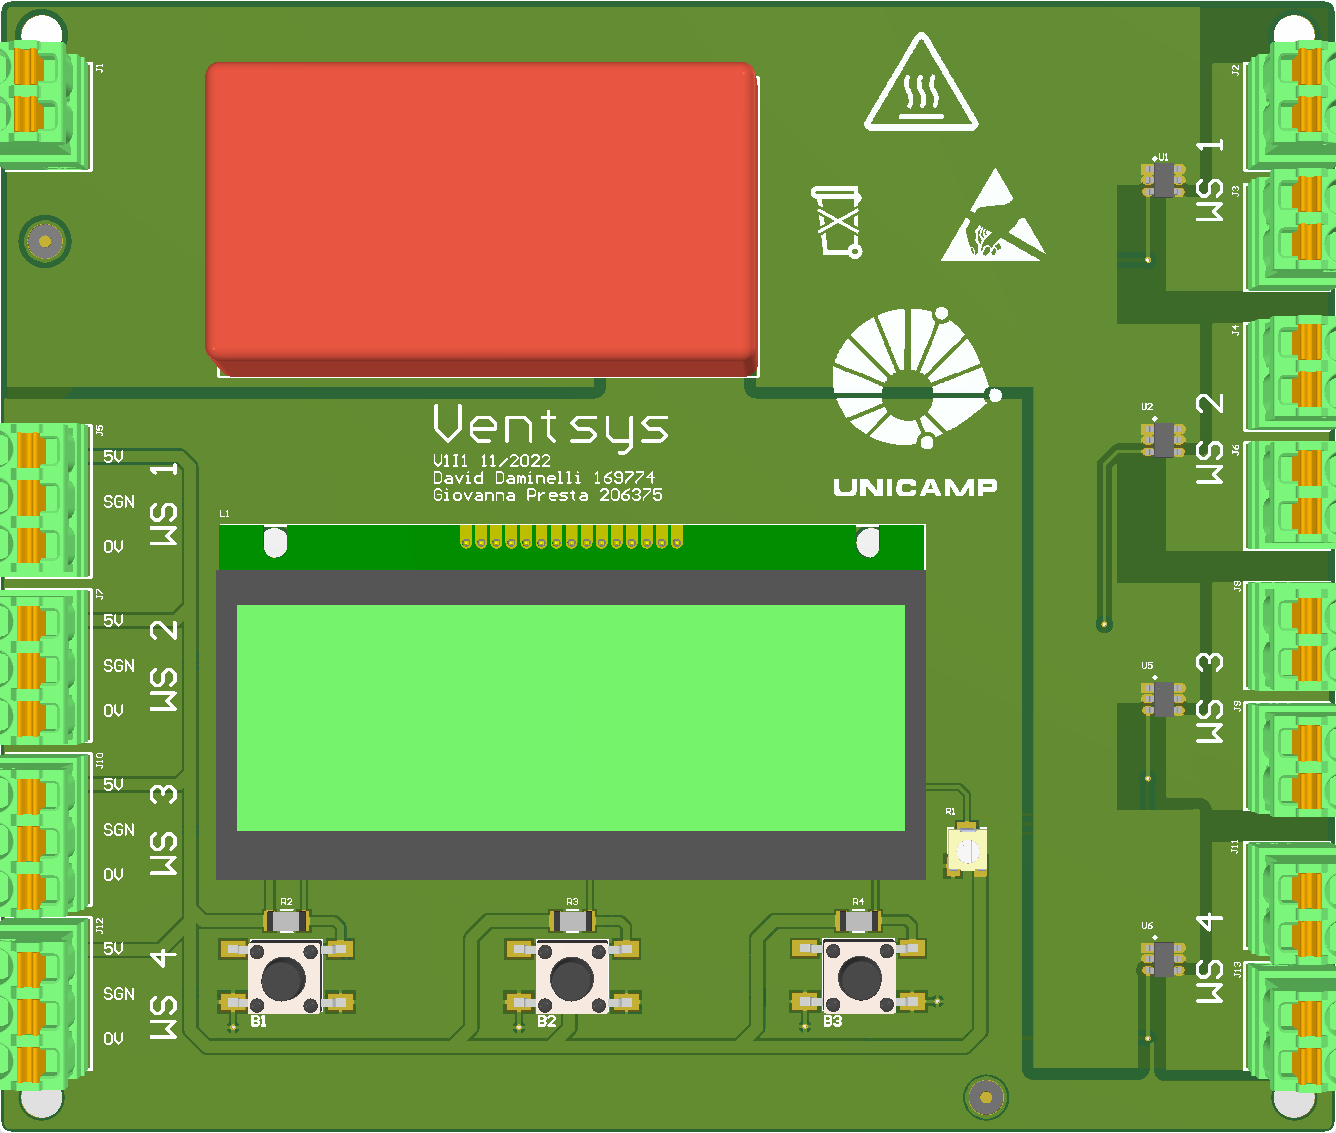 J1
J2
U1
WS 1
J3
J4
U2
WS 2
J6
Ventsys
V1I1 11/2022
David Daminelli 169774
Giovanna Presta 206375
UNICAMP
J5
5V
SGN
0V
WS 1
L1
J7
5V
SGN
0V
WS 2
J8
U5
WS 3
J9
J10
5V
SGN
0V
WS 3
R1
J11
U6
WS 4
J13
J12
5V
SGN
0V
WS 4
R2
R3
R4
B1
B2
B3